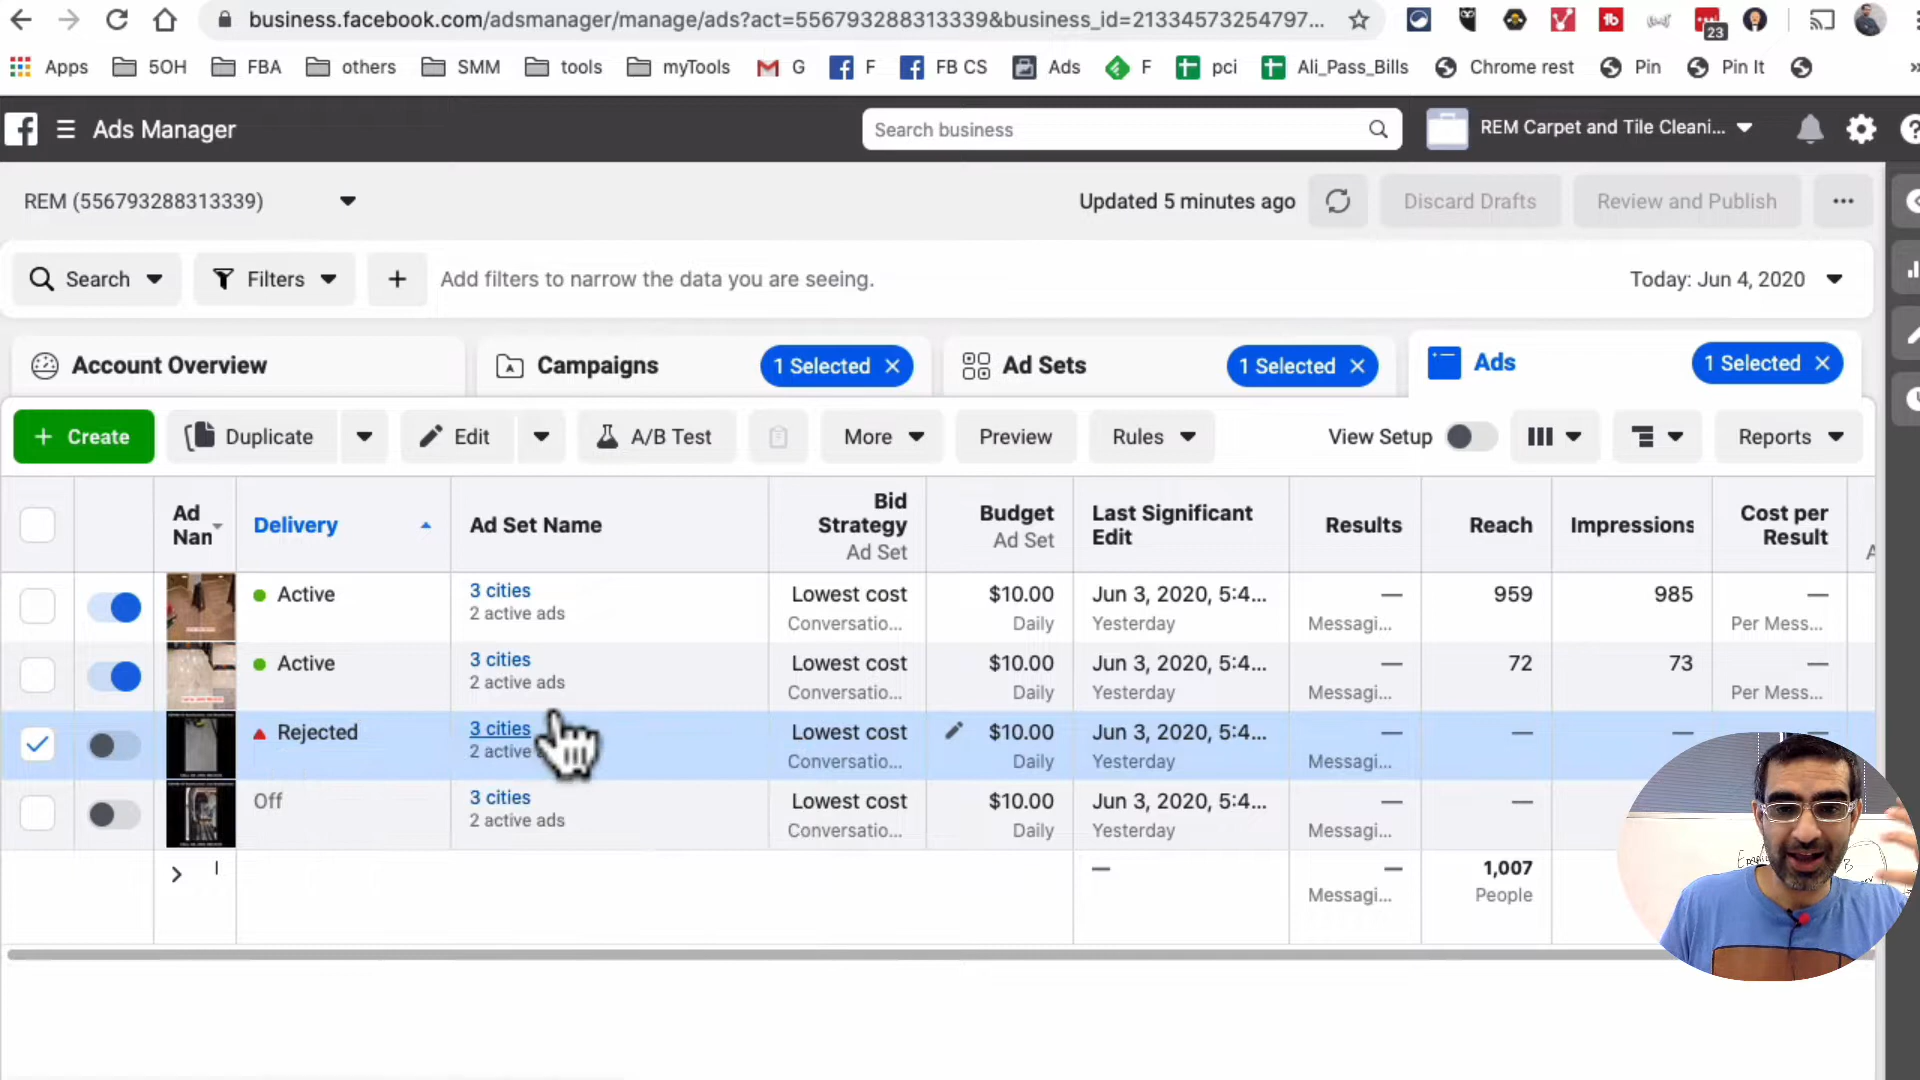 business.facebook.com/adsmanager/manage/ads?act=556793288313339&business_id=21334573254797...
23
Apps 5OH FBA others SMM tools myTools G F FB CS Ads F pci Ali_Pass_Bills Chrome rest Pin Pin It
Ads Manager
Search business
REM Carpet and Tile Cleani...
REM (556793288313339)
Updated 5 minutes ago
Discard Drafts
Review and Publish
Search
Filters
Add filters to narrow the data you are seeing.
Today: Jun 4, 2020
Account Overview
Campaigns
1 Selected
Ad Sets
1 Selected
Ads
1 Selected
+ Create
Duplicate
Edit
A/B Test
More
Preview
Rules
View Setup
Reports
Ad Nan
Delivery
Ad Set Name
Bid Strategy
Ad Set
Budget
Ad Set
Last Significant Edit
Results
Reach
Impressions
Cost per Result
Active
3 cities
2 active ads
Lowest cost
Conversatio...
$10.00
Daily
Jun 3, 2020, 5:4...
Yesterday
—
Messagi...
959
985
—
Per Mess...
Active
3 cities
2 active ads
Lowest cost
Conversatio...
$10.00
Daily
Jun 3, 2020, 5:4...
Yesterday
—
Messagi...
72
73
—
Per Mess...
Rejected
3 cities
2 active
Lowest cost
Conversatio...
$10.00
Daily
Jun 3, 2020, 5:4...
Yesterday
—
Messagi...
—
—
—
Off
3 cities
2 active ads
Lowest cost
Conversatio...
$10.00
Daily
Jun 3, 2020, 5:4...
Yesterday
—
Messagi...
—
—
—
Messagi...
1,007
People